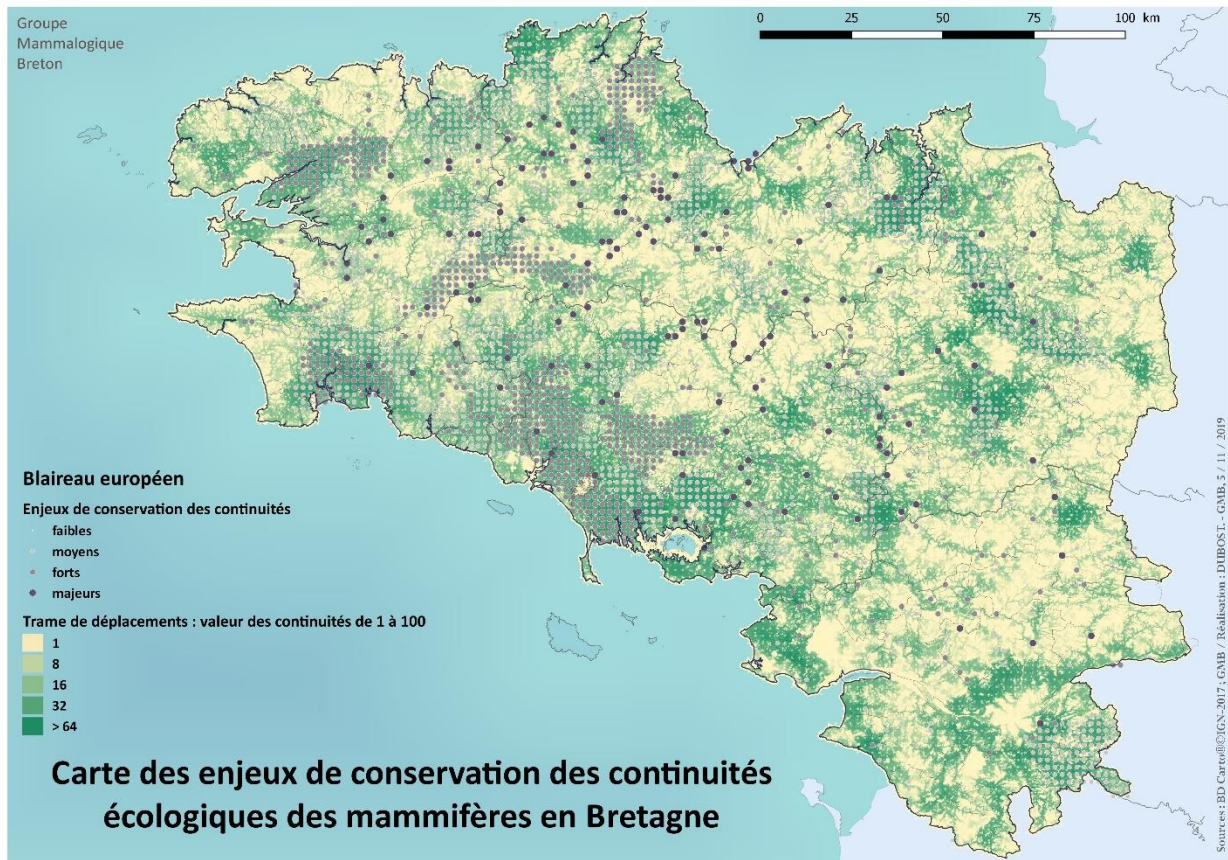 Groupe
Mammalogique
Breton
0 25 50 75 100 km
Blaireau européen
Enjeux de conservation des continuités
faibles
moyens
forts
majeurs
Trame de déplacements : valeur des continuités de 1 à 100
1
8
16
32
> 64
Carte des enjeux de conservation des continuités
écologiques des mammifères en Bretagne
Sources : BD Carto®©IGN-2017 ; GMB / Réalisation : DUBOST. - GMB, 5 / 11 / 2019